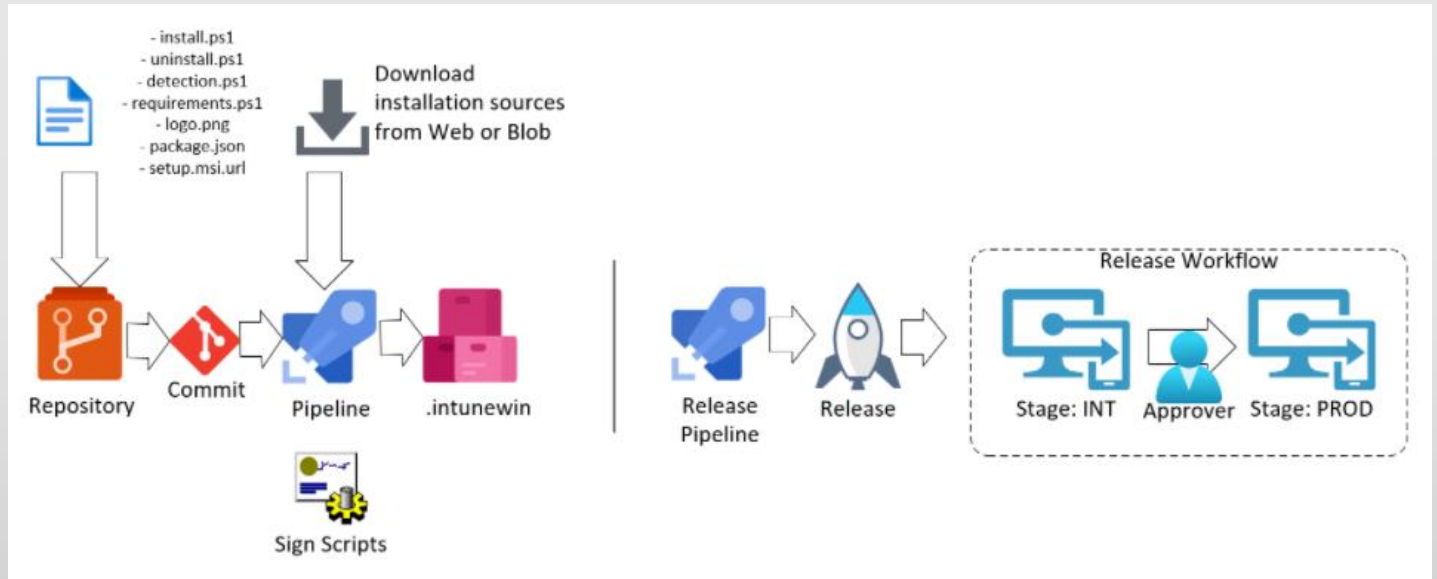 - install.ps1
- uninstall.ps1
- detection.ps1
- requirements.ps1
- logo.png
- package.json
- setup.msi.url
Download
installation sources
from Web or Blob
Repository
Commit
Pipeline
.intunewin
Sign Scripts
Release
Pipeline
Release
Release Workflow
Stage: INT
Approver
Stage: PROD